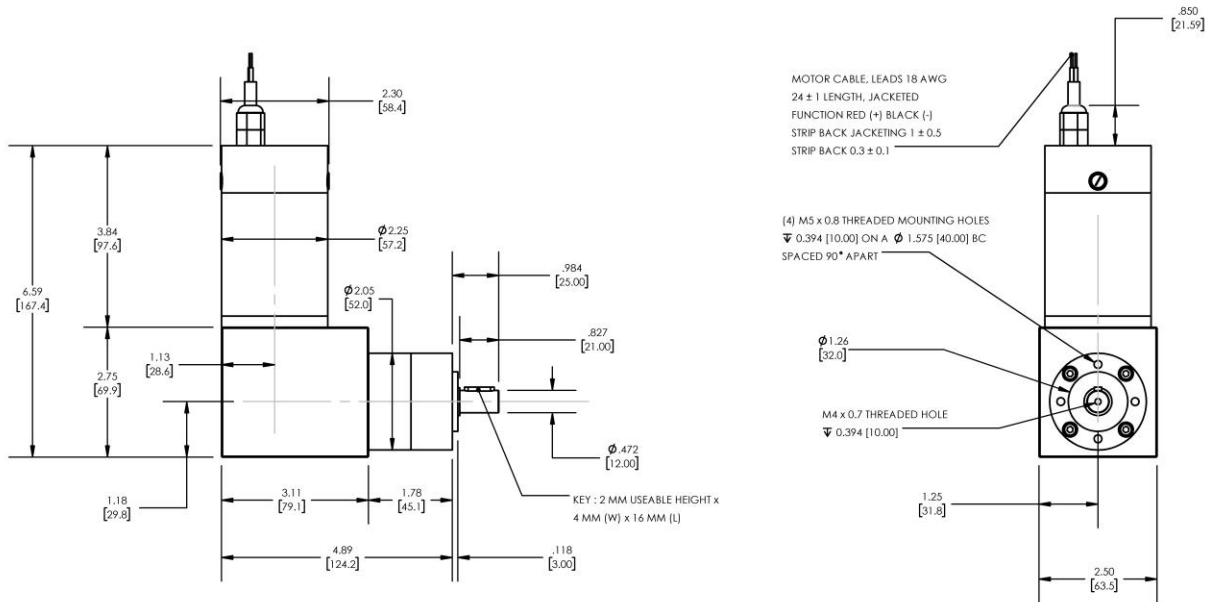 .850
[21.59]
MOTOR CABLE, LEADS 18 AWG
24 ± 1 LENGTH, JACKETED
FUNCTION RED (+) BLACK (-)
STRIP BACK JACKETING 1 ± 0.5
STRIP BACK 0.3 ± 0.1
2.30
[58.4]
3.84
[97.6]
Ø2.25
[57.2]
(4) M5 x 0.8 THREADED MOUNTING HOLES
↧ 0.394 [10.00] ON A Ø 1.575 [40.00] BC
SPACED 90° APART
.984
[25.00]
6.59
[167.4]
Ø2.05
[52.0]
.827
[21.00]
Ø1.26
[32.0]
1.13
[28.6]
2.75
[69.9]
M4 x 0.7 THREADED HOLE
↧ 0.394 [10.00]
Ø.472
[12.00]
1.18
[29.8]
3.11
[79.1]
1.78
[45.1]
KEY : 2 MM USEABLE HEIGHT x
4 MM (W) x 16 MM (L)
1.25
[31.8]
4.89
[124.2]
.118
[3.00]
2.50
[63.5]